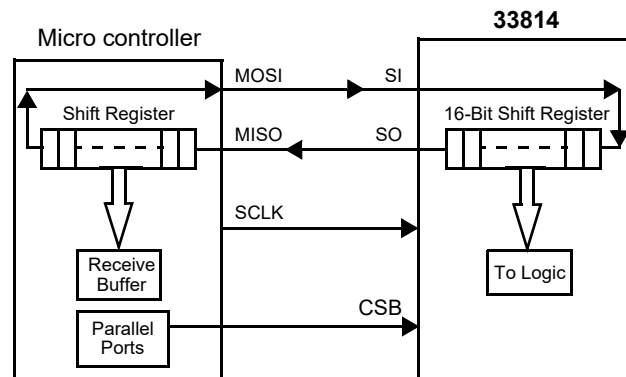 33814
Micro controller
MOSI
SI
Shift Register
16-Bit Shift Register
MISO
SO
SCLK
Receive
Buffer
To Logic
CSB
Parallel
Ports